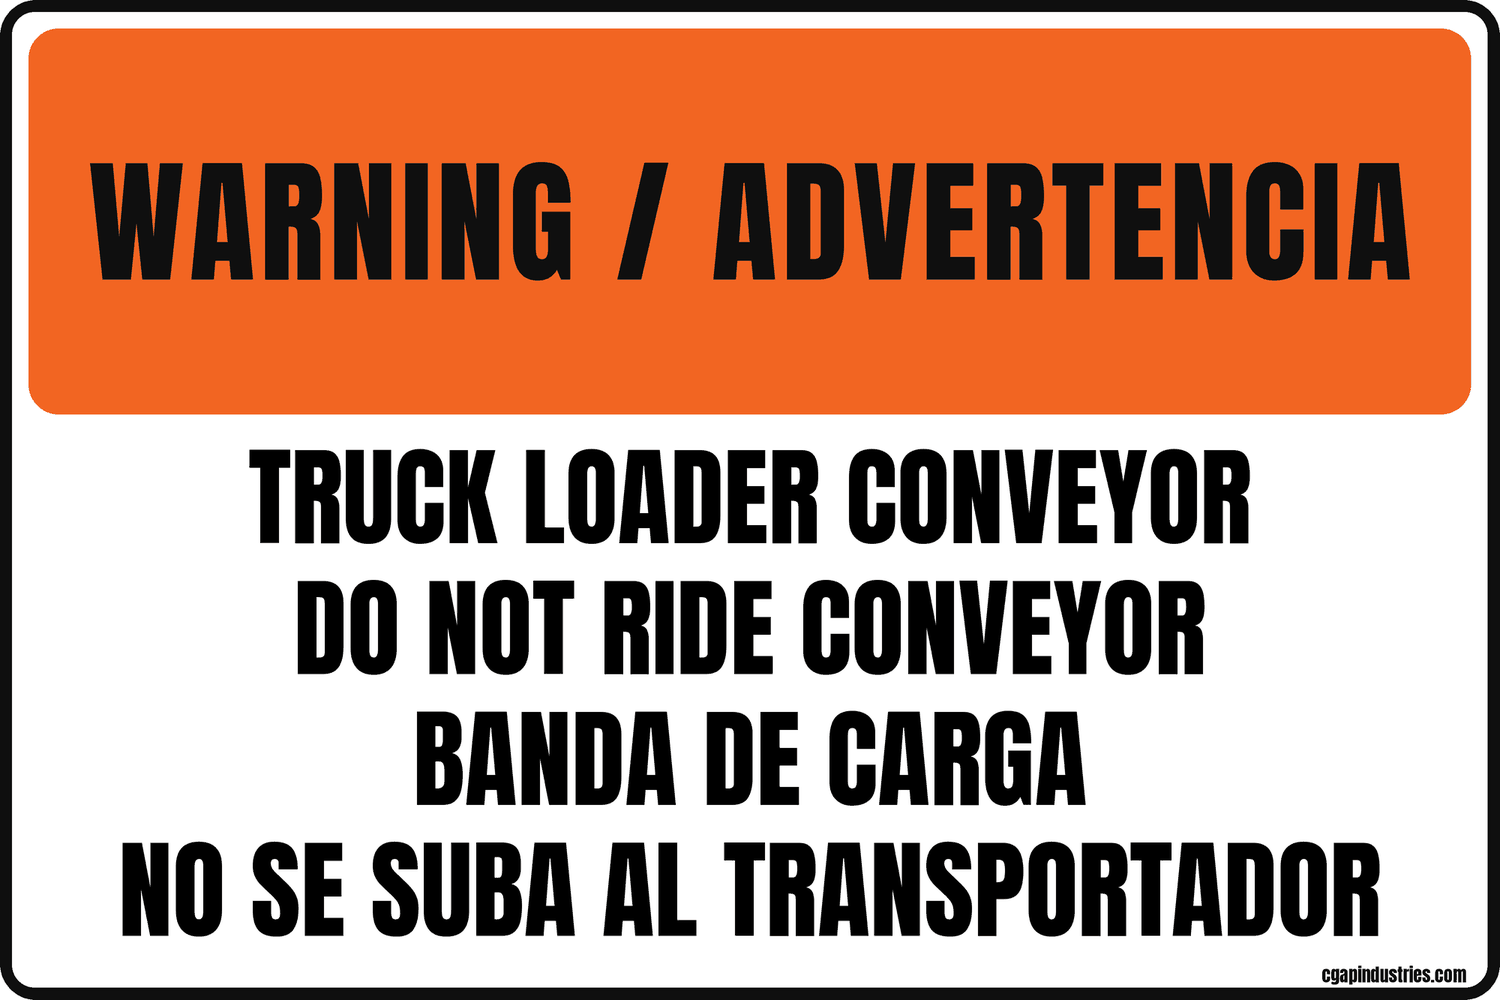 WARNING / ADVERTENCIA
TRUCK LOADER CONVEYOR
DO NOT RIDE CONVEYOR
BANDA DE CARGA
NO SE SUBA AL TRANSPORTADOR
cgapindustries.com